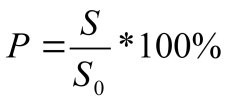 P = S/S₀ * 100%